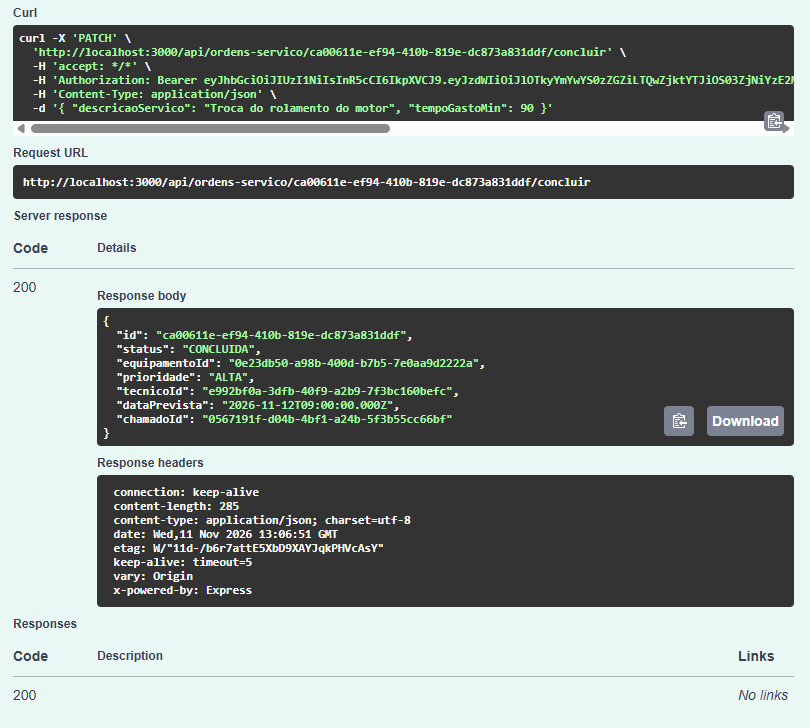 Curl
curl -X 'PATCH' \
'http://localhost:3000/api/ordens-servico/ca00611e-ef94-410b-819e-dc873a831ddf/concluir' \
-H 'accept: */*' \
-H 'Authorization: Bearer
-H 'Content-Type: application/json' \
-d '{ "descricaoServico": "Troca do rolamento do motor", "tempoGastoMin": 90 }'
Request URL
http://localhost:3000/api/ordens-servico/ca00611e-ef94-410b-819e-dc873a831ddf/concluir
Server response
Code Details
200
Response body
{
"id": "ca00611e-ef94-410b-819e-dc873a831ddf",
"status": "CONCLUIDA",
"equipamentoId": "0e23db50-a98b-400d-b7b5-7e0aa9d2222a",
"prioridade": "ALTA",
"tecnicoId": "e992bf0a-3dfb-40f9-a2b9-7f3bc160befc",
"dataPrevista": "2026-11-12T09:00:00.000Z",
"chamadoId": "0567191f-d04b-4bf1-a24b-5f3b55cc66bf"
}
Download
Response headers
connection: keep-alive
content-length: 285
content-type: application/json; charset=utf-8
date: Wed,11 Nov 2026 13:06:51 GMT
etag: W/"11d-/b6r7attE5XbD9XAYJqkPHVcAsY"
keep-alive: timeout=5
vary: Origin
x-powered-by: Express
Responses
Code Description Links
200 No links